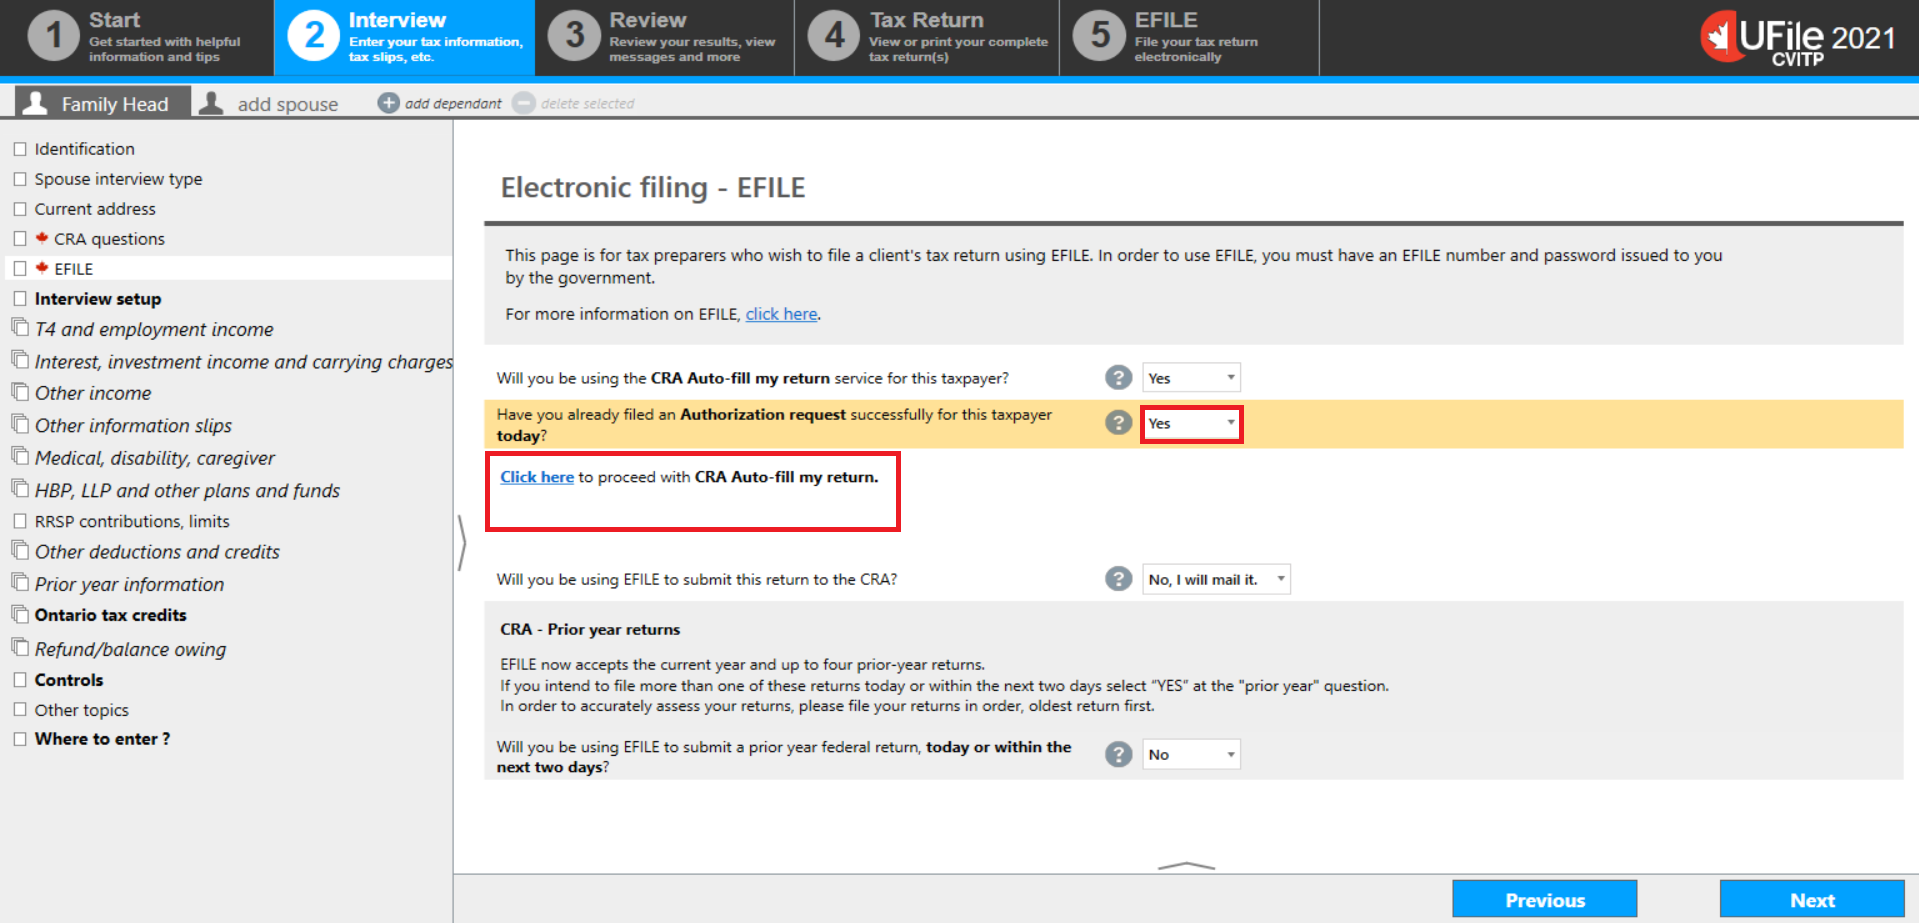 1 Start
Get started with helpful
information and tips
2 Interview
Enter your tax information,
tax slips, etc.
3 Review
Review your results, view
messages and more
4 Tax Return
View or print your complete
tax return(s)
5 EFILE
File your tax return
electronically
UFile 2021
CVITP
Family Head
add spouse
add dependant
delete selected
Identification
Spouse interview type
Current address
CRA questions
EFILE
Interview setup
T4 and employment income
Interest, investment income and carrying charges
Other income
Other information slips
Medical, disability, caregiver
HBP, LLP and other plans and funds
RRSP contributions, limits
Other deductions and credits
Prior year information
Ontario tax credits
Refund/balance owing
Controls
Other topics
Where to enter ?
Electronic filing - EFILE
This page is for tax preparers who wish to file a client's tax return using EFILE. In order to use EFILE, you must have an EFILE number and password issued to you
by the government.
For more information on EFILE, click here.
Will you be using the CRA Auto-fill my return service for this taxpayer? ? Yes
Have you already filed an Authorization request successfully for this taxpayer
today? ? Yes
Click here to proceed with CRA Auto-fill my return.
Will you be using EFILE to submit this return to the CRA? ? No, I will mail it.
CRA - Prior year returns
EFILE now accepts the current year and up to four prior-year returns.
If you intend to file more than one of these returns today or within the next two days select “YES” at the "prior year" question.
In order to accurately assess your returns, please file your returns in order, oldest return first.
Will you be using EFILE to submit a prior year federal return, today or within the
next two days? ? No
Previous
Next